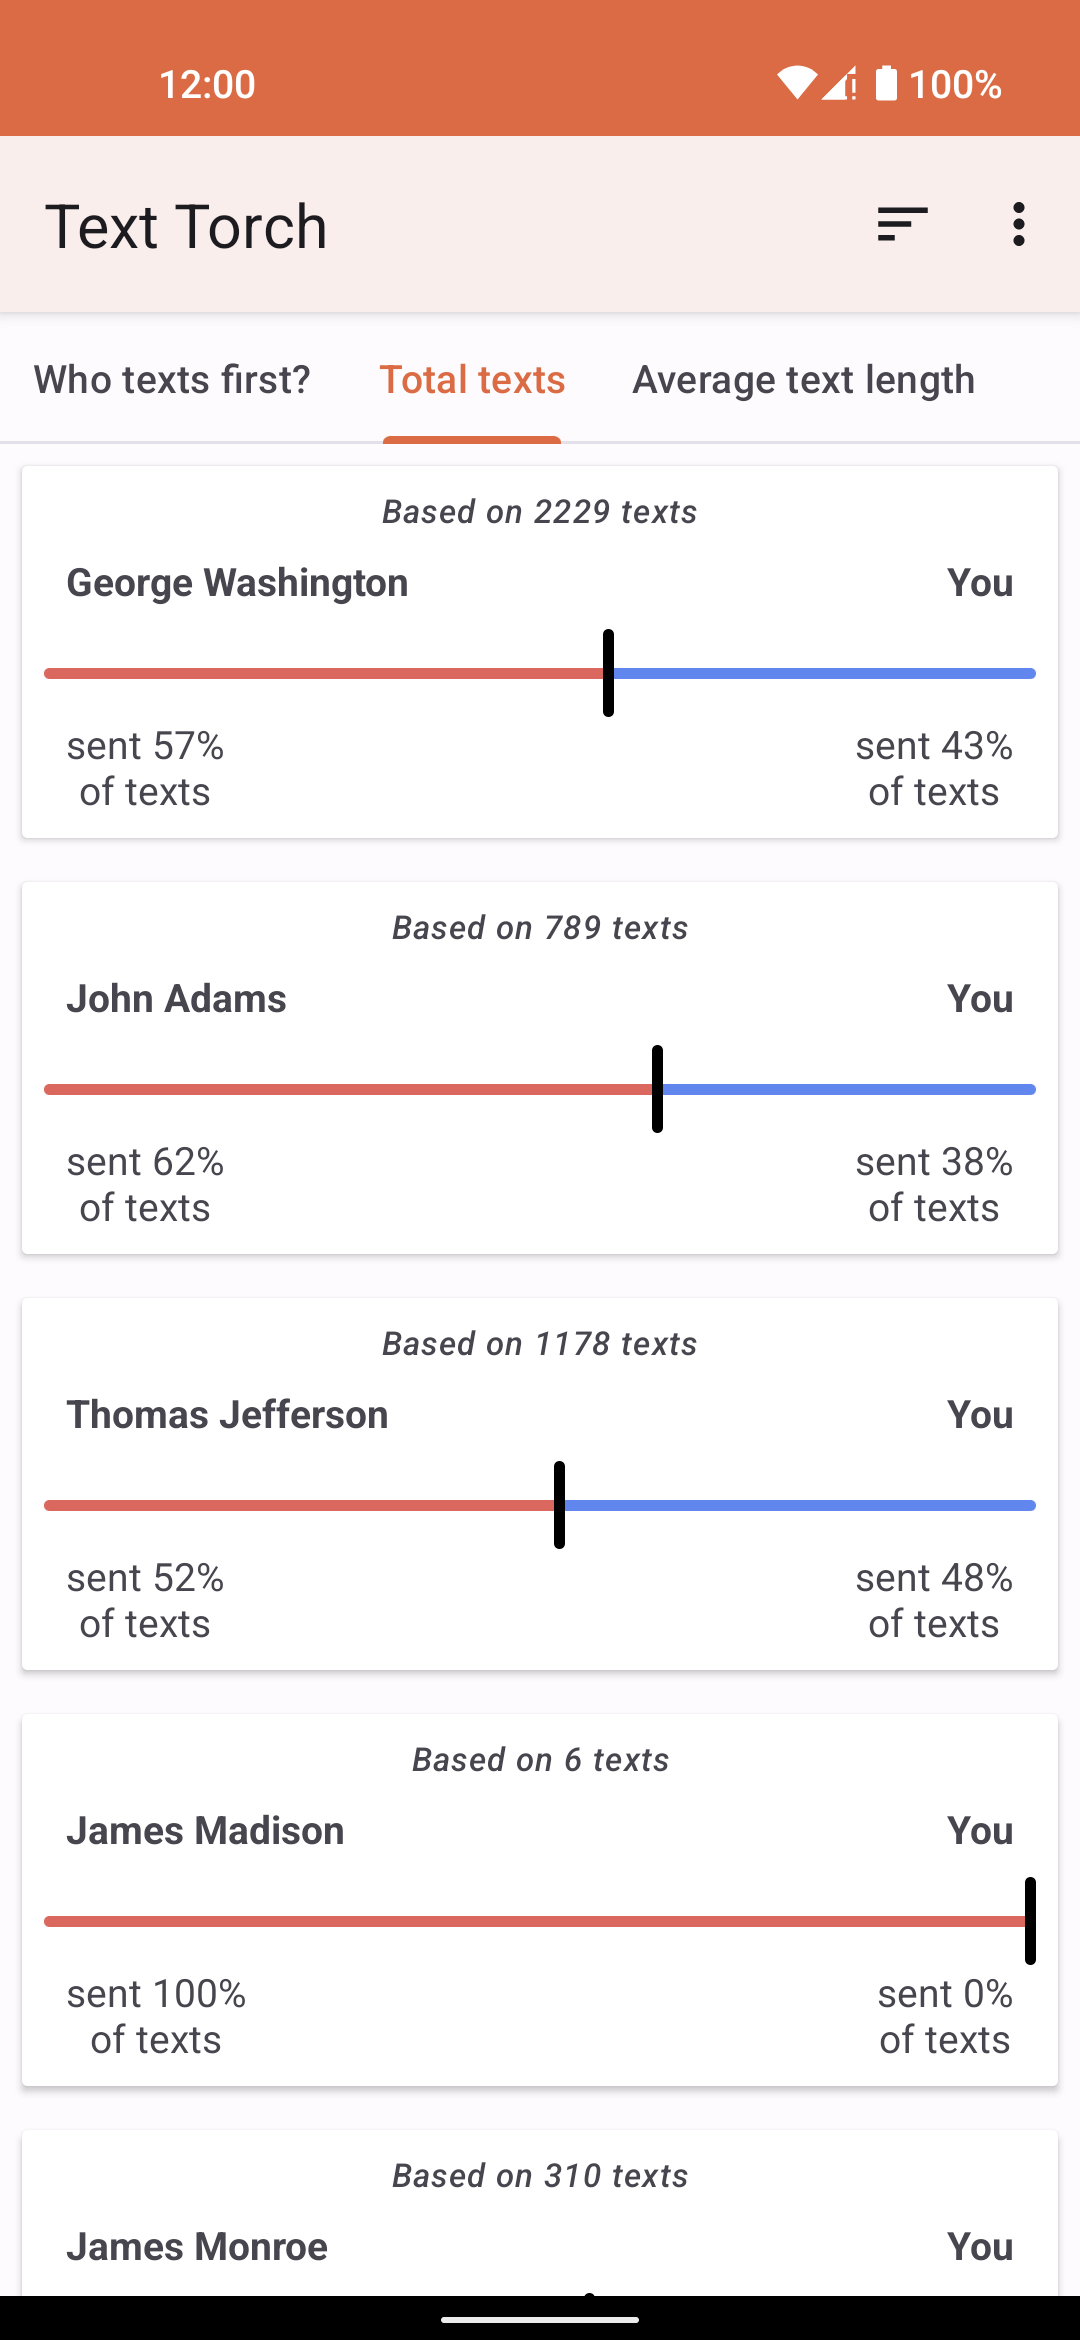 12:00
100%
Text Torch
Who texts first?
Total texts
Average text length
Based on 2229 texts
George Washington
You
sent 57%
of texts
sent 43%
of texts
Based on 789 texts
John Adams
You
sent 62%
of texts
sent 38%
of texts
Based on 1178 texts
Thomas Jefferson
You
sent 52%
of texts
sent 48%
of texts
Based on 6 texts
James Madison
You
sent 100%
of texts
sent 0%
of texts
Based on 310 texts
James Monroe
You